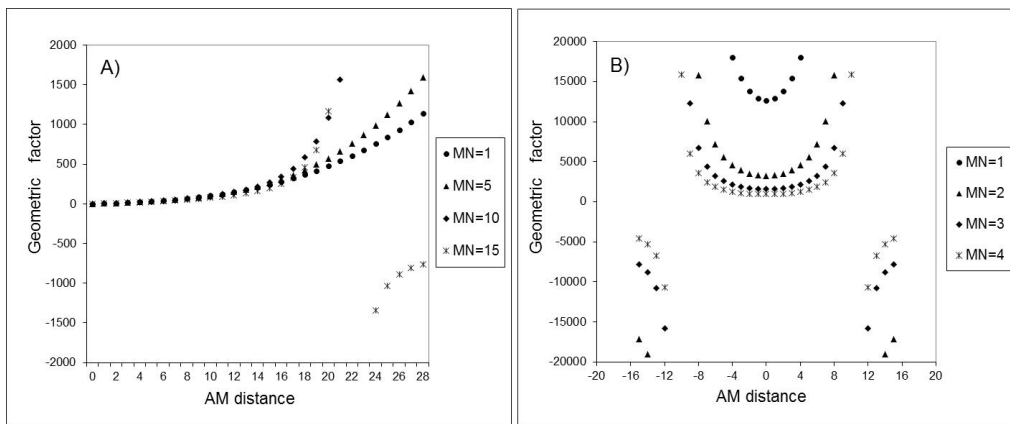 A)
2000
1500
1000
500
0
-500
-1000
-1500
-2000
Geometric factor
0 2 4 6 8 10 12 14 16 18 20 22 24 26 28
AM distance
MN=1
MN=5
MN=10
MN=15
B)
20000
15000
10000
5000
0
-5000
-10000
-15000
-20000
Geometric factor
-20 -16 -12 -8 -4 0 4 8 12 16 20
AM distance
MN=1
MN=2
MN=3
MN=4